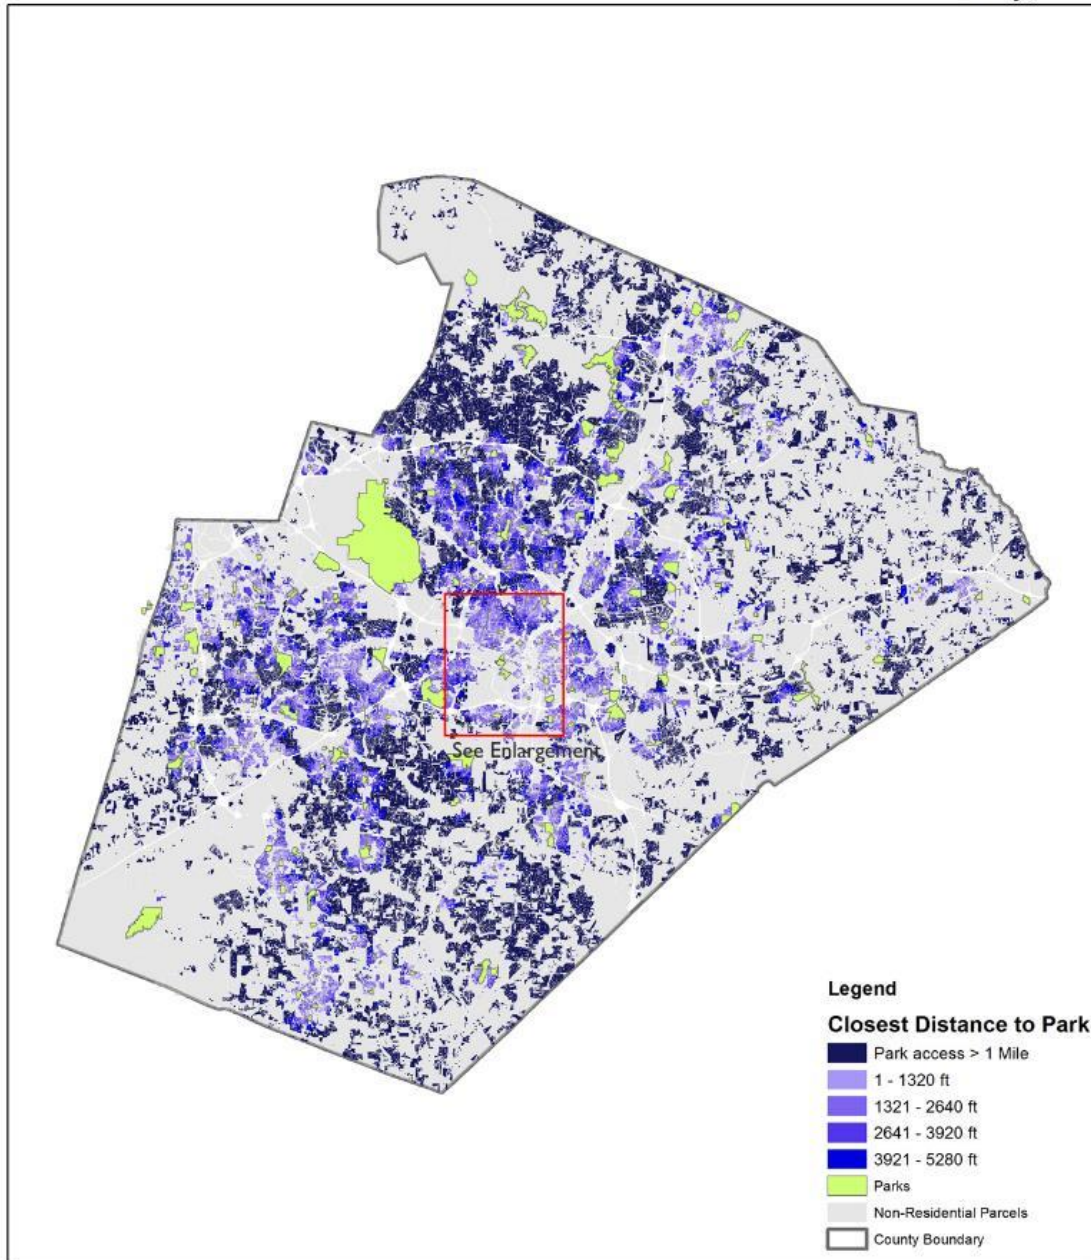 See Enlargement
Legend
Closest Distance to Park
Park access > 1 Mile
1 - 1320 ft
1321 - 2640 ft
2641 - 3920 ft
3921 - 5280 ft
Parks
Non-Residential Parcels
County Boundary